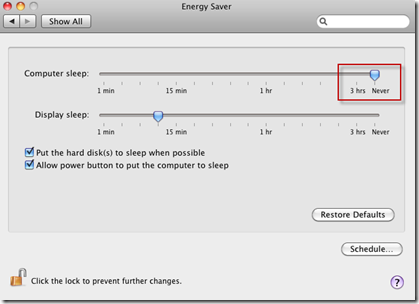 Energy Saver
Show All
Computer sleep:
1 min 15 min 1 hr 3 hrs Never
Display sleep:
1 min 15 min 1 hr 3 hrs Never
Put the hard disk(s) to sleep when possible
Allow power button to put the computer to sleep
Restore Defaults
Schedule...
Click the lock to prevent further changes.
?